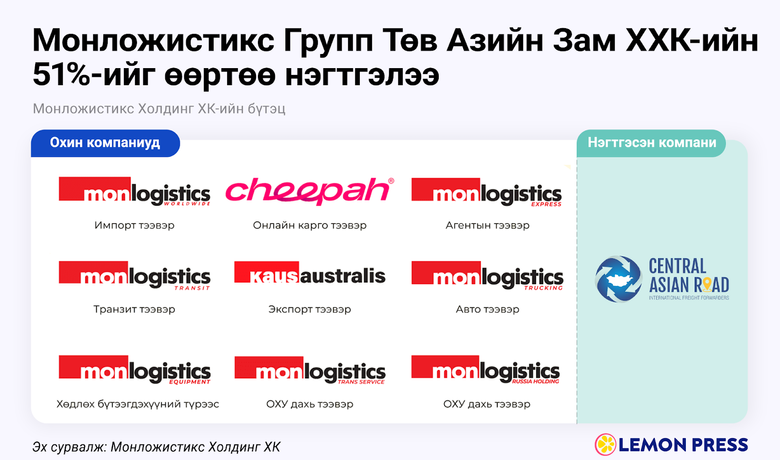 Монложистикс Групп Төв Азийн Зам ХХК-ийн
51%-ийг өөртөө нэгтгэлээ
Монложистикс Холдинг ХК-ийн бүтэц
Охин компаниуд
Нэгтгэсэн компани
monlogistics
WORLDWIDE
Импорт тээвэр
cheepah®
Онлайн карго тээвэр
monlogistics
EXPRESS
Агентын тээвэр
monlogistics
TRANSIT
Транзит тээвэр
kausaustralis
Экспорт тээвэр
monlogistics
TRUCKING
Авто тээвэр
monlogistics
EQUIPMENT
Хөдлөх бүтээгдэхүүний түрээс
monlogistics
TRANS SERVICE
ОХУ дахь тээвэр
monlogistics
RUSSIA HOLDING
ОХУ дахь тээвэр
CENTRAL
ASIAN ROAD
INTERNATIONAL FREIGHT FORWARDERS
Эх сурвалж: Монложистикс Холдинг ХК
LEMON PRESS